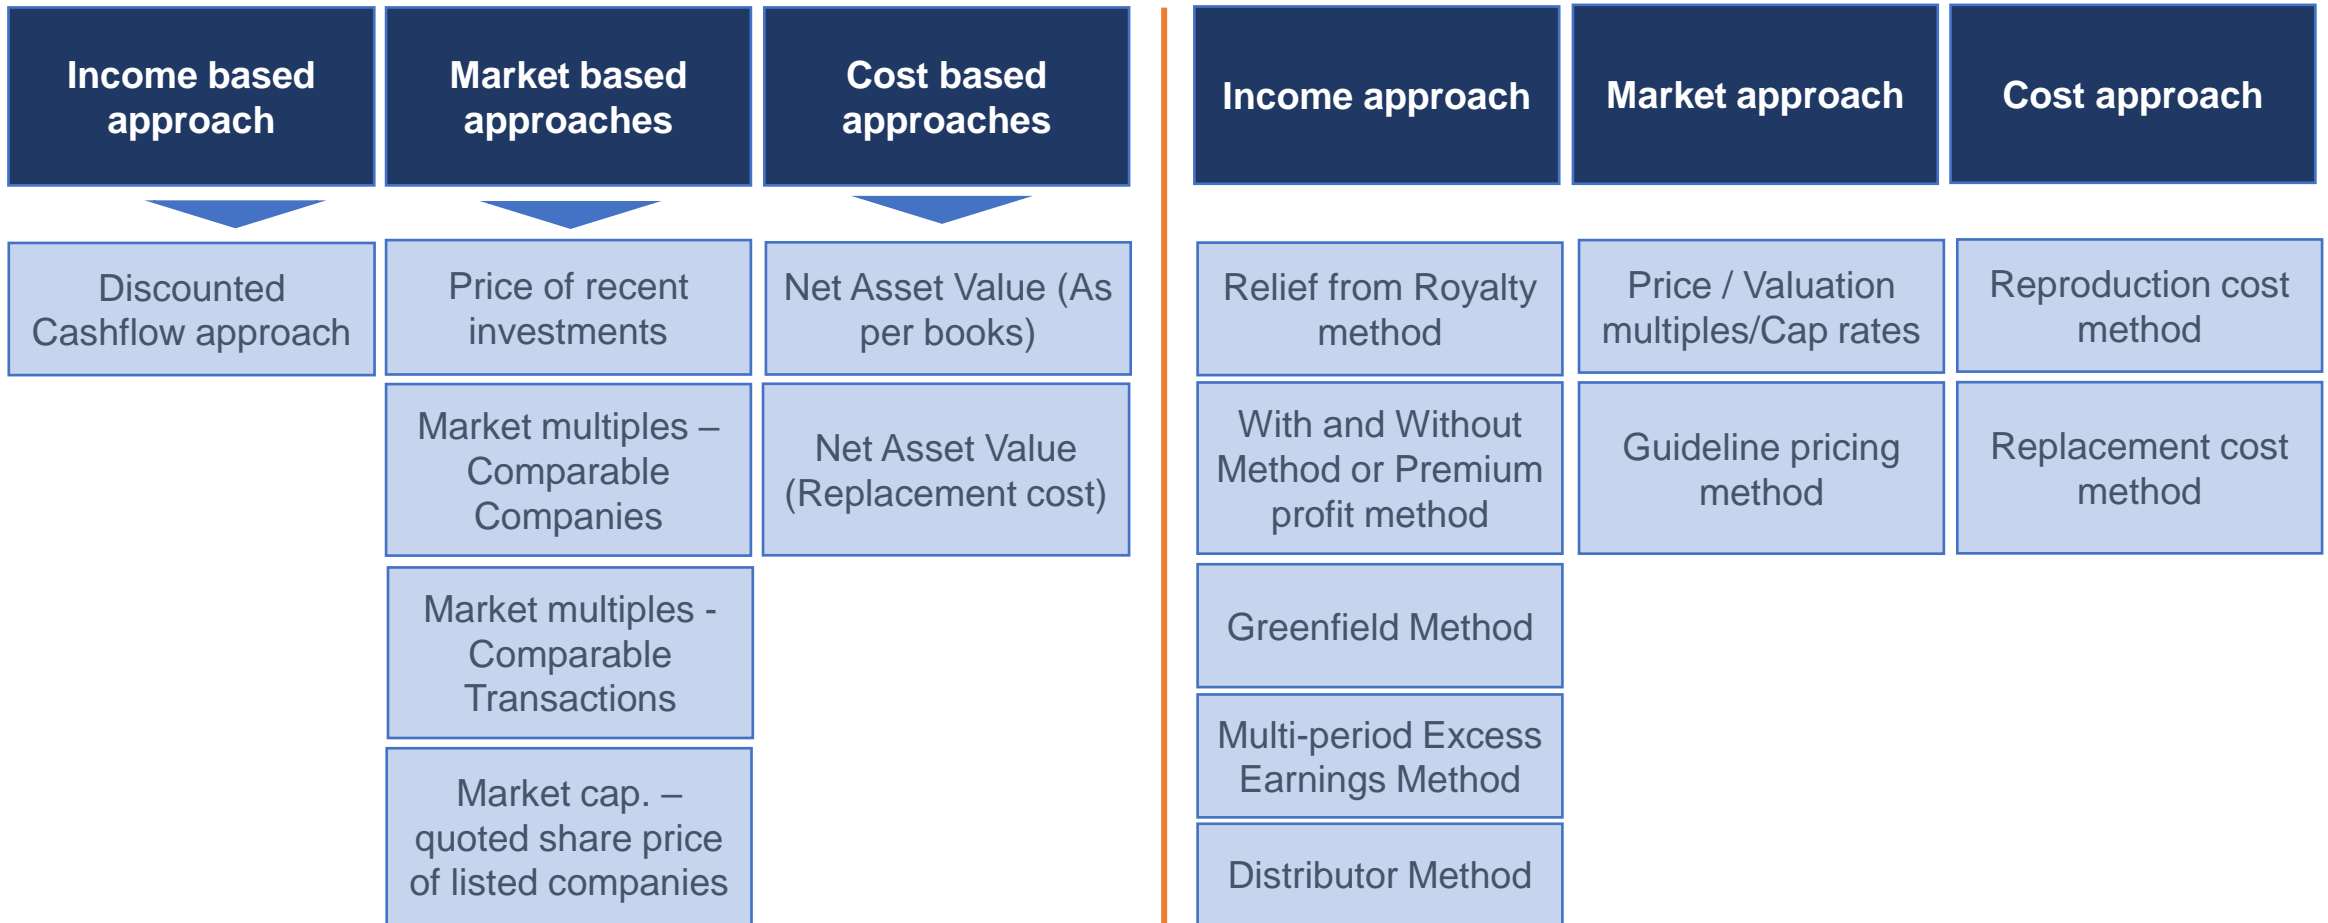 Income based
approach
Market based
approaches
Cost based
approaches
Income approach
Market approach
Cost approach
Discounted
Cashflow approach
Price of recent
investments
Market multiples –
Comparable
Companies
Market multiples -
Comparable
Transactions
Market cap. –
quoted share price
of listed companies
Net Asset Value (As
per books)
Net Asset Value
(Replacement cost)
Relief from Royalty
method
With and Without
Method or Premium
profit method
Greenfield Method
Multi-period Excess
Earnings Method
Distributor Method
Price / Valuation
multiples/Cap rates
Guideline pricing
method
Reproduction cost
method
Replacement cost
method